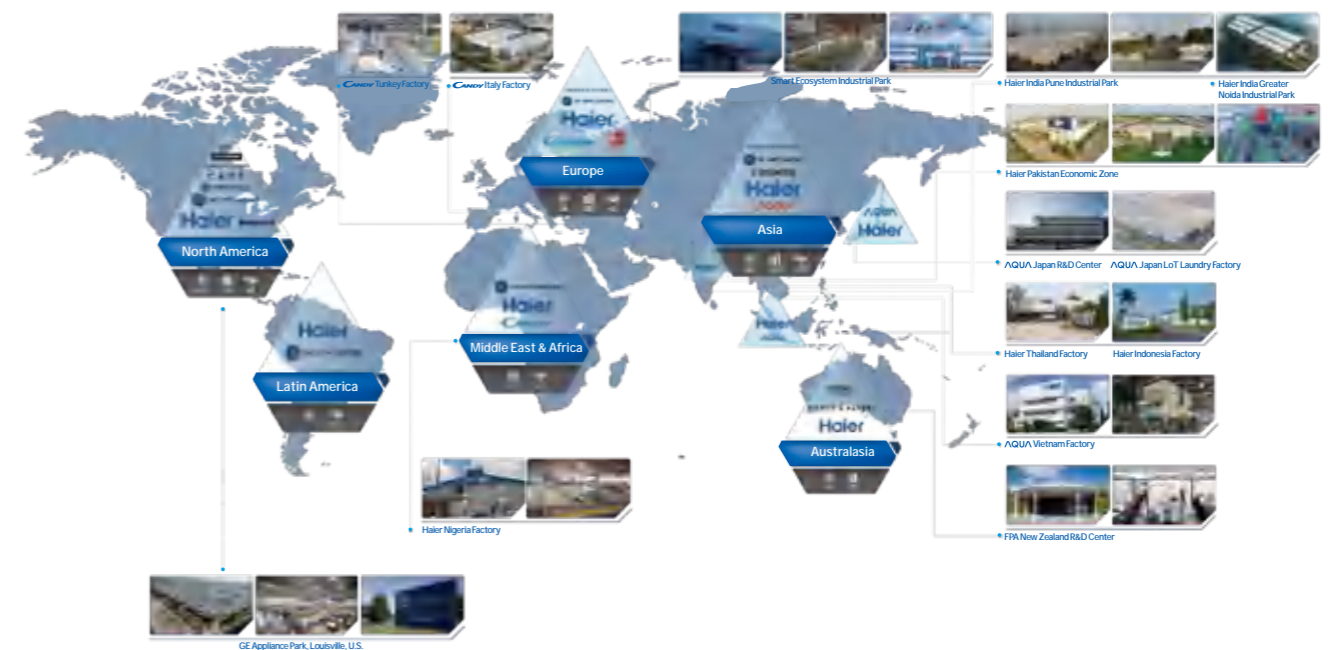 CANDY Turkey Factory
CANDY Italy Factory
Smart Ecosystem Industrial Park
Haier India Pune Industrial Park
Haier India Greater
Noida Industrial Park
Haier
Europe
Haier Pakistan Economic Zone
Haier
Haier
North America
Haier
Asia
AQUA
Haier
AQUA Japan R&D Center
AQUA Japan LoT Laundry Factory
Haier
Middle East & Africa
Haier
Latin America
Haier
Haier Thailand Factory
Haier Indonesia Factory
Haier
Australasia
AQUA Vietnam Factory
Haier Nigeria Factory
FPA New Zealand R&D Center
GE Appliance Park, Louisville, U.S.